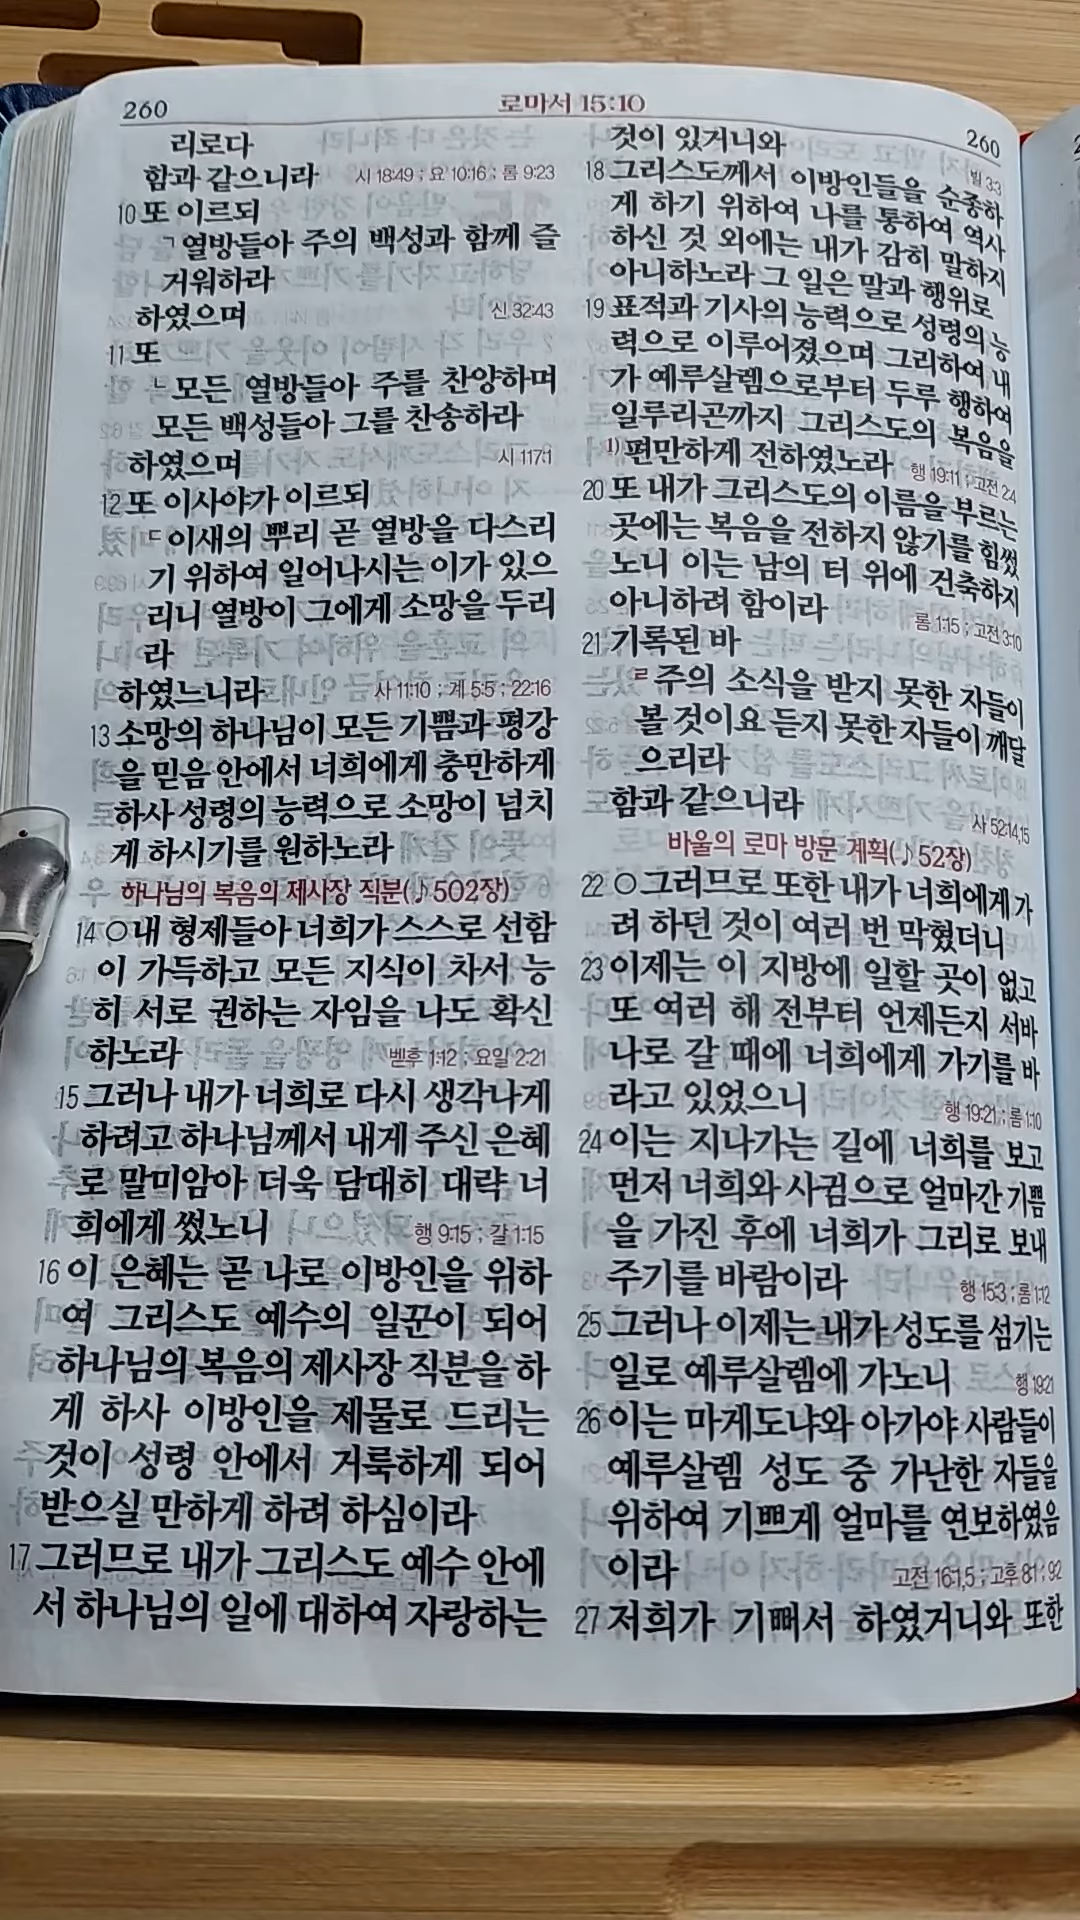 260
로마서 15:10
260
리로다
함과 같으니라 시 18:49 ; 요 10:16 ; 롬 9:23
10 또 이르되
ㄱ열방들아 주의 백성과 함께 즐
거워하라
하였으며 신 32:43
11 또
ㄴ모든 열방들아 주를 찬양하며
모든 백성들아 그를 찬송하라
하였으며 시 117:1
12 또 이사야가 이르되
ㄷ이새의 뿌리 곧 열방을 다스리
기 위하여 일어나시는 이가 있으
리니 열방이 그에게 소망을 두리
라
하였느니라 사 11:10 ; 계 5:5 ; 22:16
13 소망의 하나님이 모든 기쁨과 평강
을 믿음 안에서 너희에게 충만하게
하사 성령의 능력으로 소망이 넘치
게 하시기를 원하노라
하나님의 복음의 제사장 직분(♪502장)
14 ○내 형제들아 너희가 스스로 선함
이 가득하고 모든 지식이 차서 능
히 서로 권하는 자임을 나도 확신
하노라 벧후 1:12 ; 요일 2:21
15 그러나 내가 너희로 다시 생각나게
하려고 하나님께서 내게 주신 은혜
로 말미암아 더욱 담대히 대략 너
희에게 썼노니 행 9:15 ; 갈 1:15
16 이 은혜는 곧 나로 이방인을 위하
여 그리스도 예수의 일꾼이 되어
하나님의 복음의 제사장 직분을 하
게 하사 이방인을 제물로 드리는
것이 성령 안에서 거룩하게 되어
받으실 만하게 하려 하심이라
17 그러므로 내가 그리스도 예수 안에
서 하나님의 일에 대하여 자랑하는
것이 있거니와 빌 3:3
18 그리스도께서 이방인들을 순종하
게 하기 위하여 나를 통하여 역사
하신 것 외에는 내가 감히 말하지
아니하노라 그 일은 말과 행위로
19 표적과 기사의 능력으로 성령의 능
력으로 이루어졌으며 그리하여 내
가 예루살렘으로부터 두루 행하여
일루리곤까지 그리스도의 복음을
1)편만하게 전하였노라 행 19:11 ; 고전 2:4
20 또 내가 그리스도의 이름을 부르는
곳에는 복음을 전하지 않기를 힘썼
노니 이는 남의 터 위에 건축하지
아니하려 함이라 롬 1:15 ; 고전 3:10
21 기록된 바
ㄹ주의 소식을 받지 못한 자들이
볼 것이요 듣지 못한 자들이 깨달
으리라
함과 같으니라 사 52:14,15
바울의 로마 방문 계획(♪52장)
22 ○그러므로 또한 내가 너희에게 가
려 하던 것이 여러 번 막혔더니
23 이제는 이 지방에 일할 곳이 없고
또 여러 해 전부터 언제든지 서바
나로 갈 때에 너희에게 가기를 바
라고 있었으니 행 19:21 ; 롬 1:10
24 이는 지나가는 길에 너희를 보고
먼저 너희와 사귐으로 얼마간 기쁨
을 가진 후에 너희가 그리로 보내
주기를 바람이라 행 15:3 ; 롬 1:12
25 그러나 이제는 내가 성도를 섬기는
일로 예루살렘에 가노니 행 19:21
26 이는 마게도냐와 아가야 사람들이
예루살렘 성도 중 가난한 자들을
위하여 기쁘게 얼마를 연보하였음
이라 고전 16:1,5 ; 고후 8:1 ; 9:2
27 저희가 기뻐서 하였거니와 또한